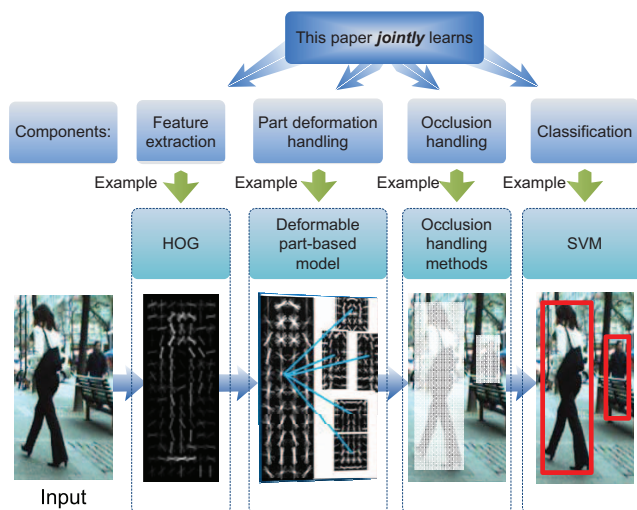 This paper jointly learns
Components:
Feature
extraction
Part deformation
handling
Occlusion
handling
Classification
Example
Example
Example
Example
HOG
Deformable
part-based
model
Occlusion
handling
methods
SVM
Input